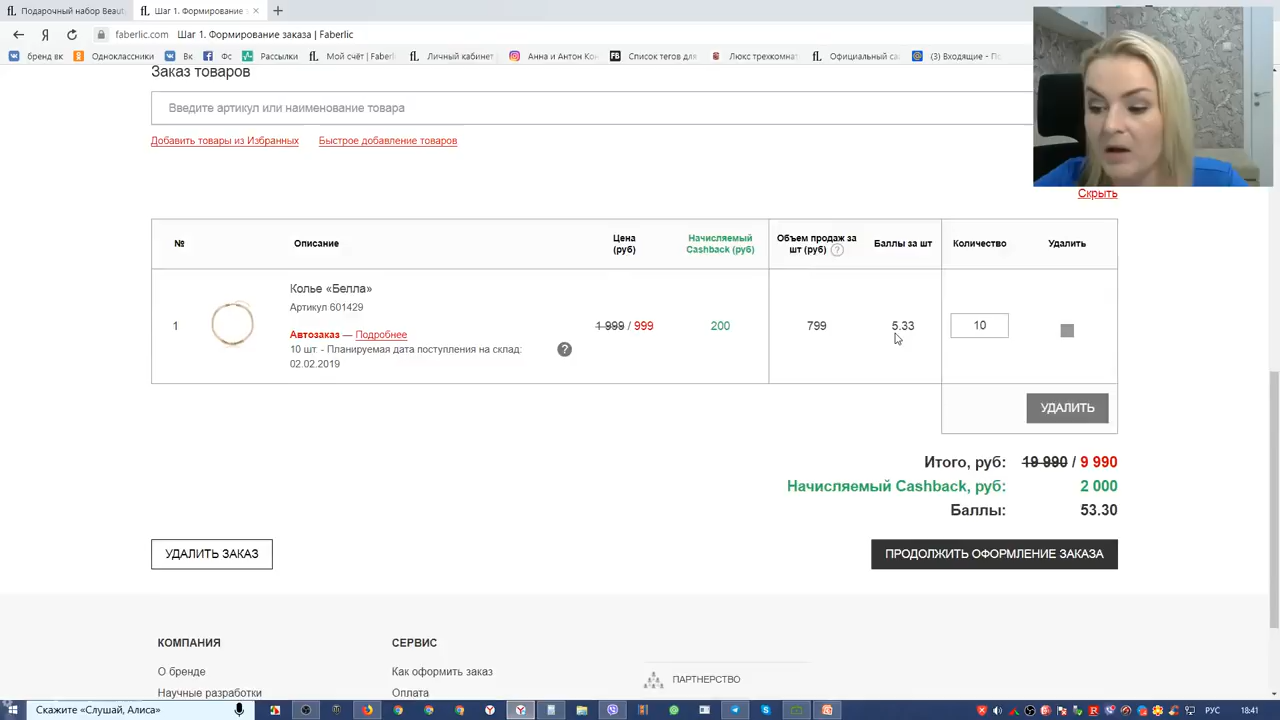 Подарочный набор Beaut
Шаг 1. Формирование
faberlic.com Шаг 1. Формирование заказа | Faberlic
бренд вк
Одноклассники
Вк
Фс
Рассылки
Мой счёт | Faberl
Личный кабинет
Анна и Антон Кон
Список тегов для
Люкс трехкомнат
Официальный са
(3) Входящие - По
Заказ товаров
Введите артикул или наименование товара
Добавить товары из Избранных Быстрое добавление товаров
Скрыть
№ Описание
Цена
(руб)
Начисляемый
Cashback (руб)
Объем продаж за
шт (руб) ?
Баллы за шт
Количество
Удалить
1
Колье «Белла»
Артикул 601429
Автозаказ — Подробнее
10 шт. - Планируемая дата поступления на склад:
02.02.2019
?
1 999 / 999
200
799
5.33
10
УДАЛИТЬ
Итого, руб: 19 990 / 9 990
Начисляемый Cashback, руб: 2 000
Баллы: 53.30
УДАЛИТЬ ЗАКАЗ
ПРОДОЛЖИТЬ ОФОРМЛЕНИЕ ЗАКАЗА
КОМПАНИЯ
О бренде
Научные разработки
СЕРВИС
Как оформить заказ
Оплата
ПАРТНЕРСТВО
Скажите «Слушай, Алиса»
РУС 18:41